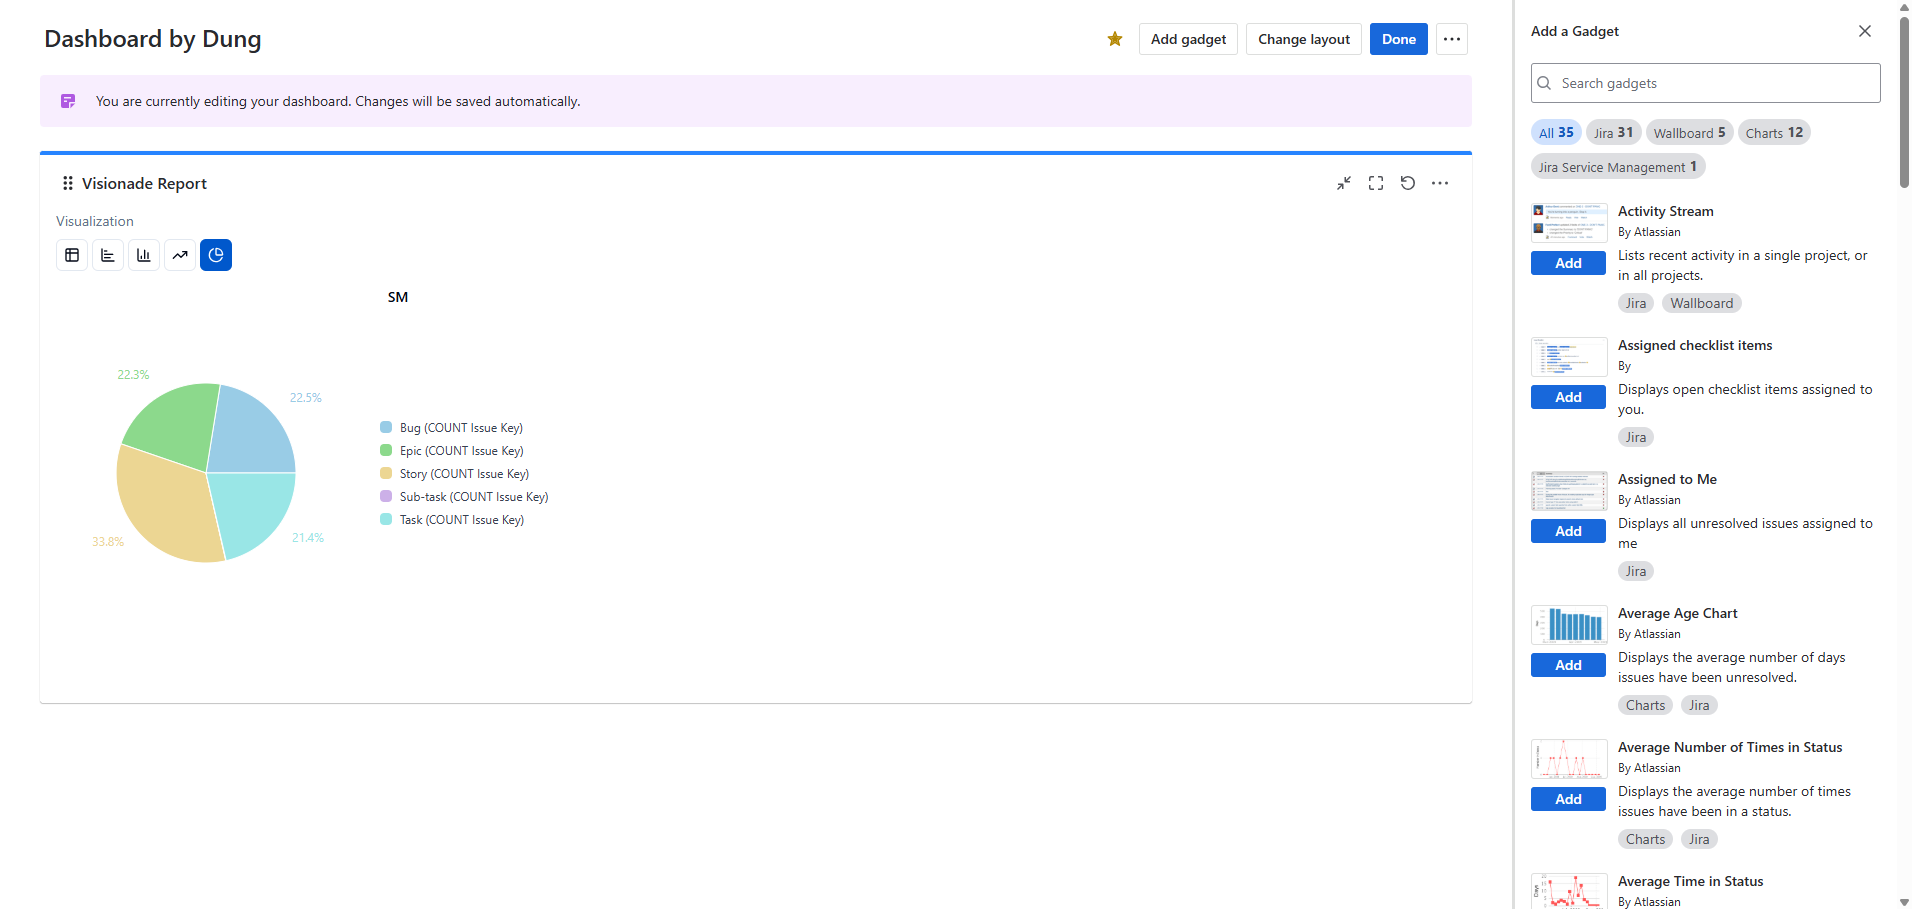 Dashboard by Dung
Add gadget
Change layout
Done
You are currently editing your dashboard. Changes will be saved automatically.
Visionade Report
Visualization
SM
22.3%
22.5%
33.8%
21.4%
Bug (COUNT Issue Key)
Epic (COUNT Issue Key)
Story (COUNT Issue Key)
Sub-task (COUNT Issue Key)
Task (COUNT Issue Key)
Add a Gadget
Search gadgets
All 35 Jira 31 Wallboard 5 Charts 12
Jira Service Management 1
Activity Stream
By Atlassian
Add
Lists recent activity in a single project, or
in all projects.
Jira Wallboard
Assigned checklist items
By
Add
Displays open checklist items assigned to
you.
Jira
Assigned to Me
By Atlassian
Add
Displays all unresolved issues assigned to
me
Jira
Average Age Chart
By Atlassian
Add
Displays the average number of days
issues have been unresolved.
Charts Jira
Average Number of Times in Status
By Atlassian
Add
Displays the average number of times
issues have been in a status.
Charts Jira
Average Time in Status
By Atlassian